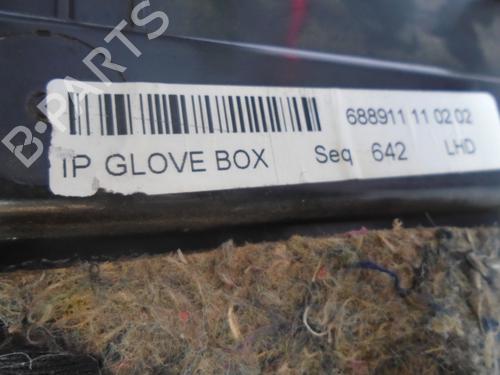 B-PARTS
688911 11 02 02
IP GLOVE BOX Seq 642 LHD